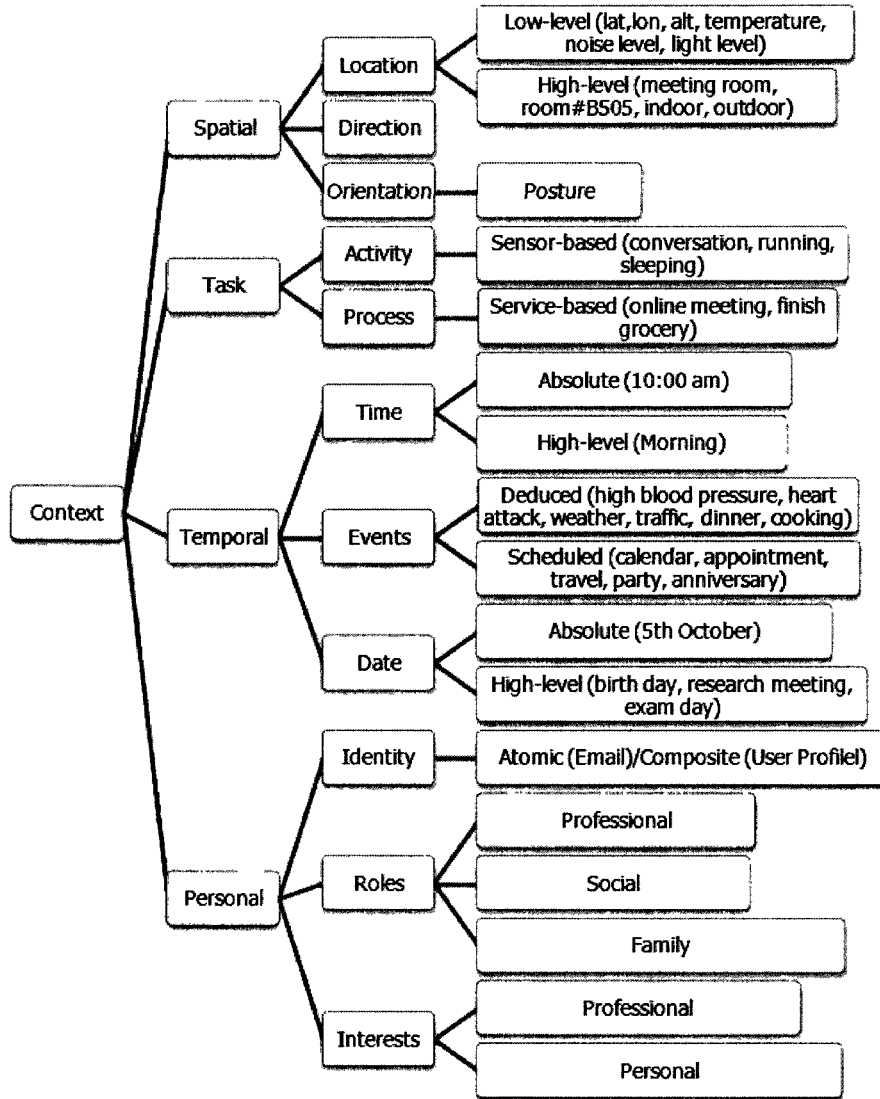 Context
Spatial
Location
Low-level (lat,lon, alt, temperature,
noise level, light level)
High-level (meeting room,
room#B505, indoor, outdoor)
Direction
Orientation
Posture
Task
Activity
Sensor-based (conversation, running,
sleeping)
Process
Service-based (online meeting, finish
grocery)
Temporal
Time
Absolute (10:00 am)
High-level (Morning)
Events
Deduced (high blood pressure, heart
attack, weather, traffic, dinner, cooking)
Scheduled (calendar, appointment,
travel, party, anniversary)
Date
Absolute (5th October)
High-level (birth day, research meeting,
exam day)
Personal
Identity
Atomic (Email)/Composite (User Profilel)
Roles
Professional
Social
Family
Interests
Professional
Personal